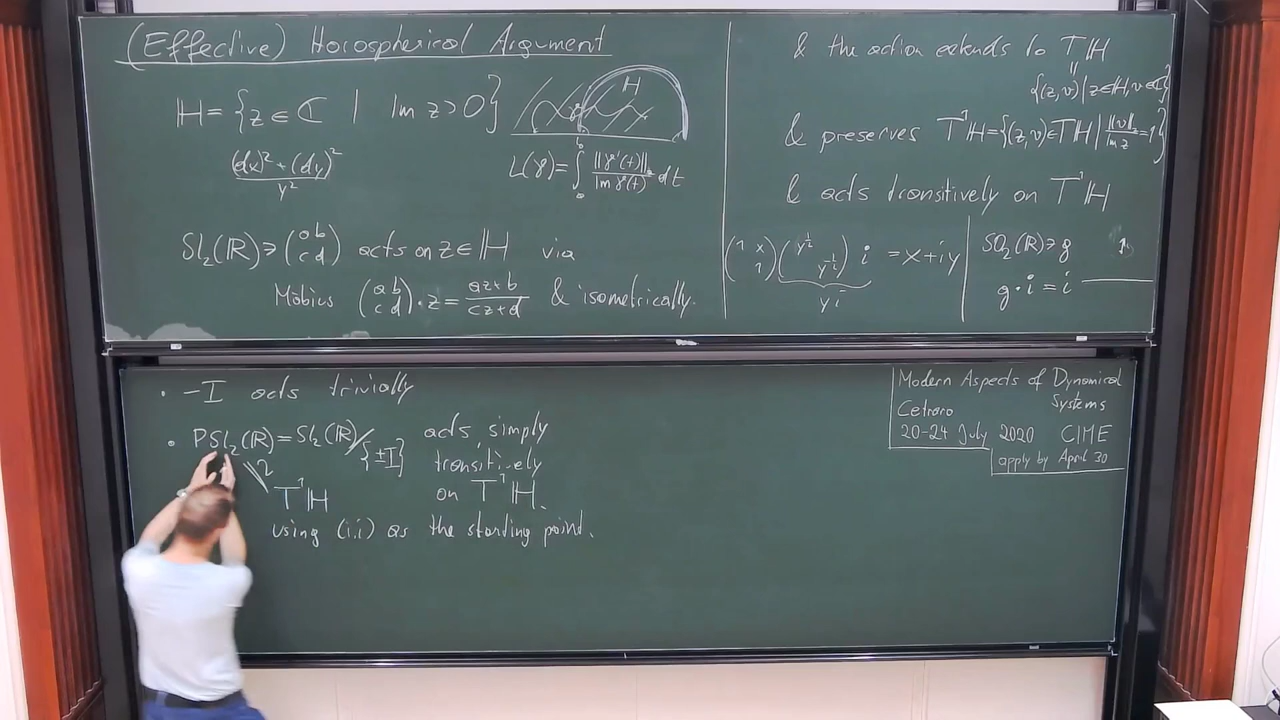 (Effective) Horospherical Argument
ℍ = {z ∈ ℂ | Im z > 0}
ℍ
(dx)² + (dy)² / y²
L(γ) = ∫ₐᵇ ‖γ'(t)‖₂ / Im γ(t) dt
Sl₂(ℝ) ∋ (a b; c d) acts on z ∈ ℍ via
Möbius (a b; c d) · z = az+b / cz+d & isometrically.
& the action extends to Tℍ
{(z,v) | z∈ℍ, v∈ℂ}
& preserves T¹ℍ = {(z,v) ∈ Tℍ | ‖v‖₂ / Im z = 1}
& acts transitively on T¹ℍ
(1 x; 1)(y^½; y^-½) i = x+iy
yi
SO₂(ℝ) ∋ g
g · i = i
· -I acts trivially
· PSl₂(ℝ) = Sl₂(ℝ)/{±I} acts simply
transitively
T¹ℍ on T¹ℍ.
using (i,i) as the starting point.
Modern Aspects of Dynamical
Systems
Cetraro
20-24 July 2020 CIME
apply by April 30